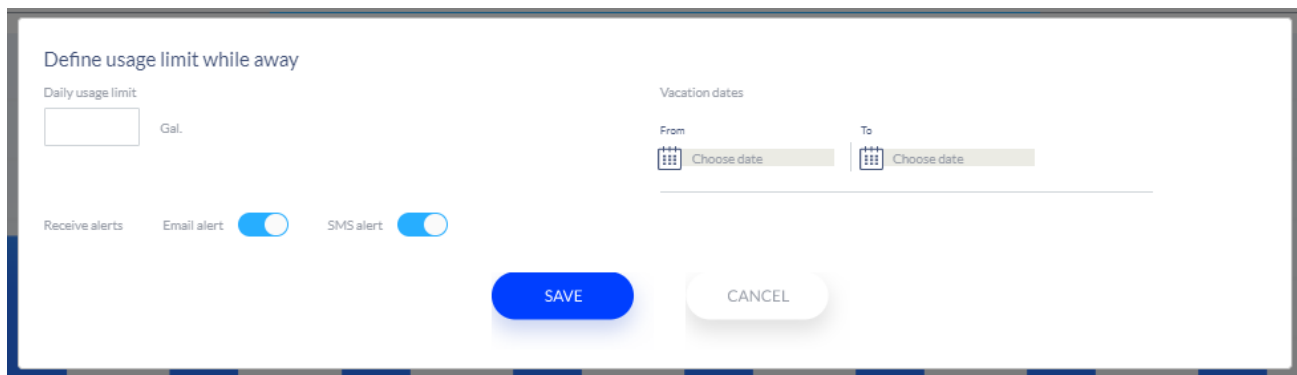 Define usage limit while away
Daily usage limit
Gal.
Vacation dates
From To
Choose date Choose date
Receive alerts Email alert SMS alert
SAVE CANCEL